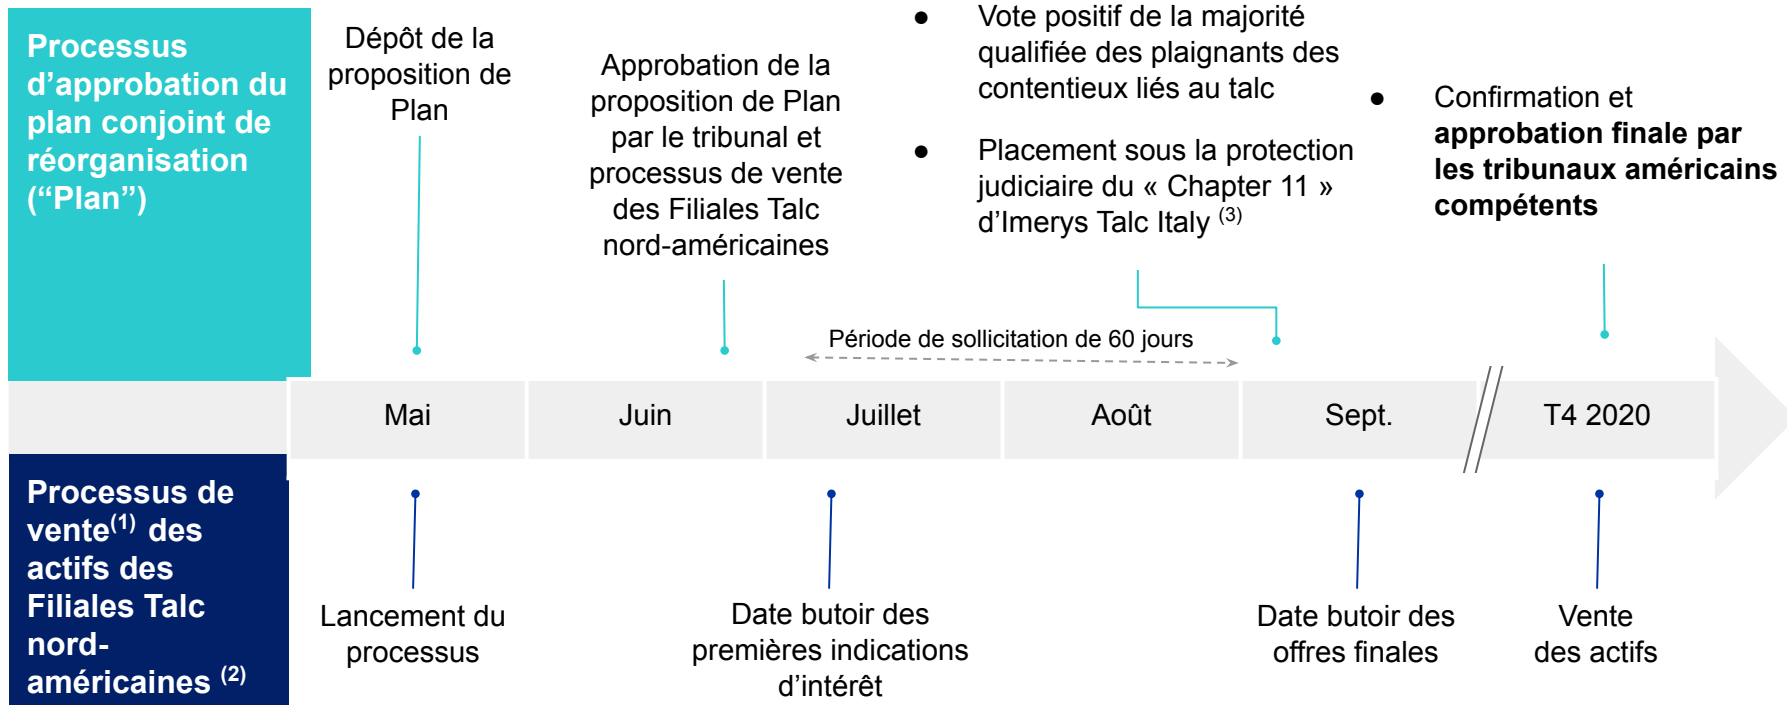 Processus
d’approbation du
plan conjoint de
réorganisation
(“Plan”)
Dépôt de la
proposition de
Plan
Approbation de la
proposition de Plan
par le tribunal et
processus de vente
des Filiales Talc
nord-américaines
● Vote positif de la majorité
qualifiée des plaignants des
contentieux liés au talc
● Placement sous la protection
judiciaire du « Chapter 11 »
d’Imerys Talc Italy (3)
● Confirmation et
approbation finale par
les tribunaux américains
compétents
Période de sollicitation de 60 jours
Mai
Juin
Juillet
Août
Sept.
T4 2020
Processus de
vente(1) des
actifs des
Filiales Talc
nord-
américaines (2)
Lancement du
processus
Date butoir des
premières indications
d’intérêt
Date butoir des
offres finales
Vente
des actifs